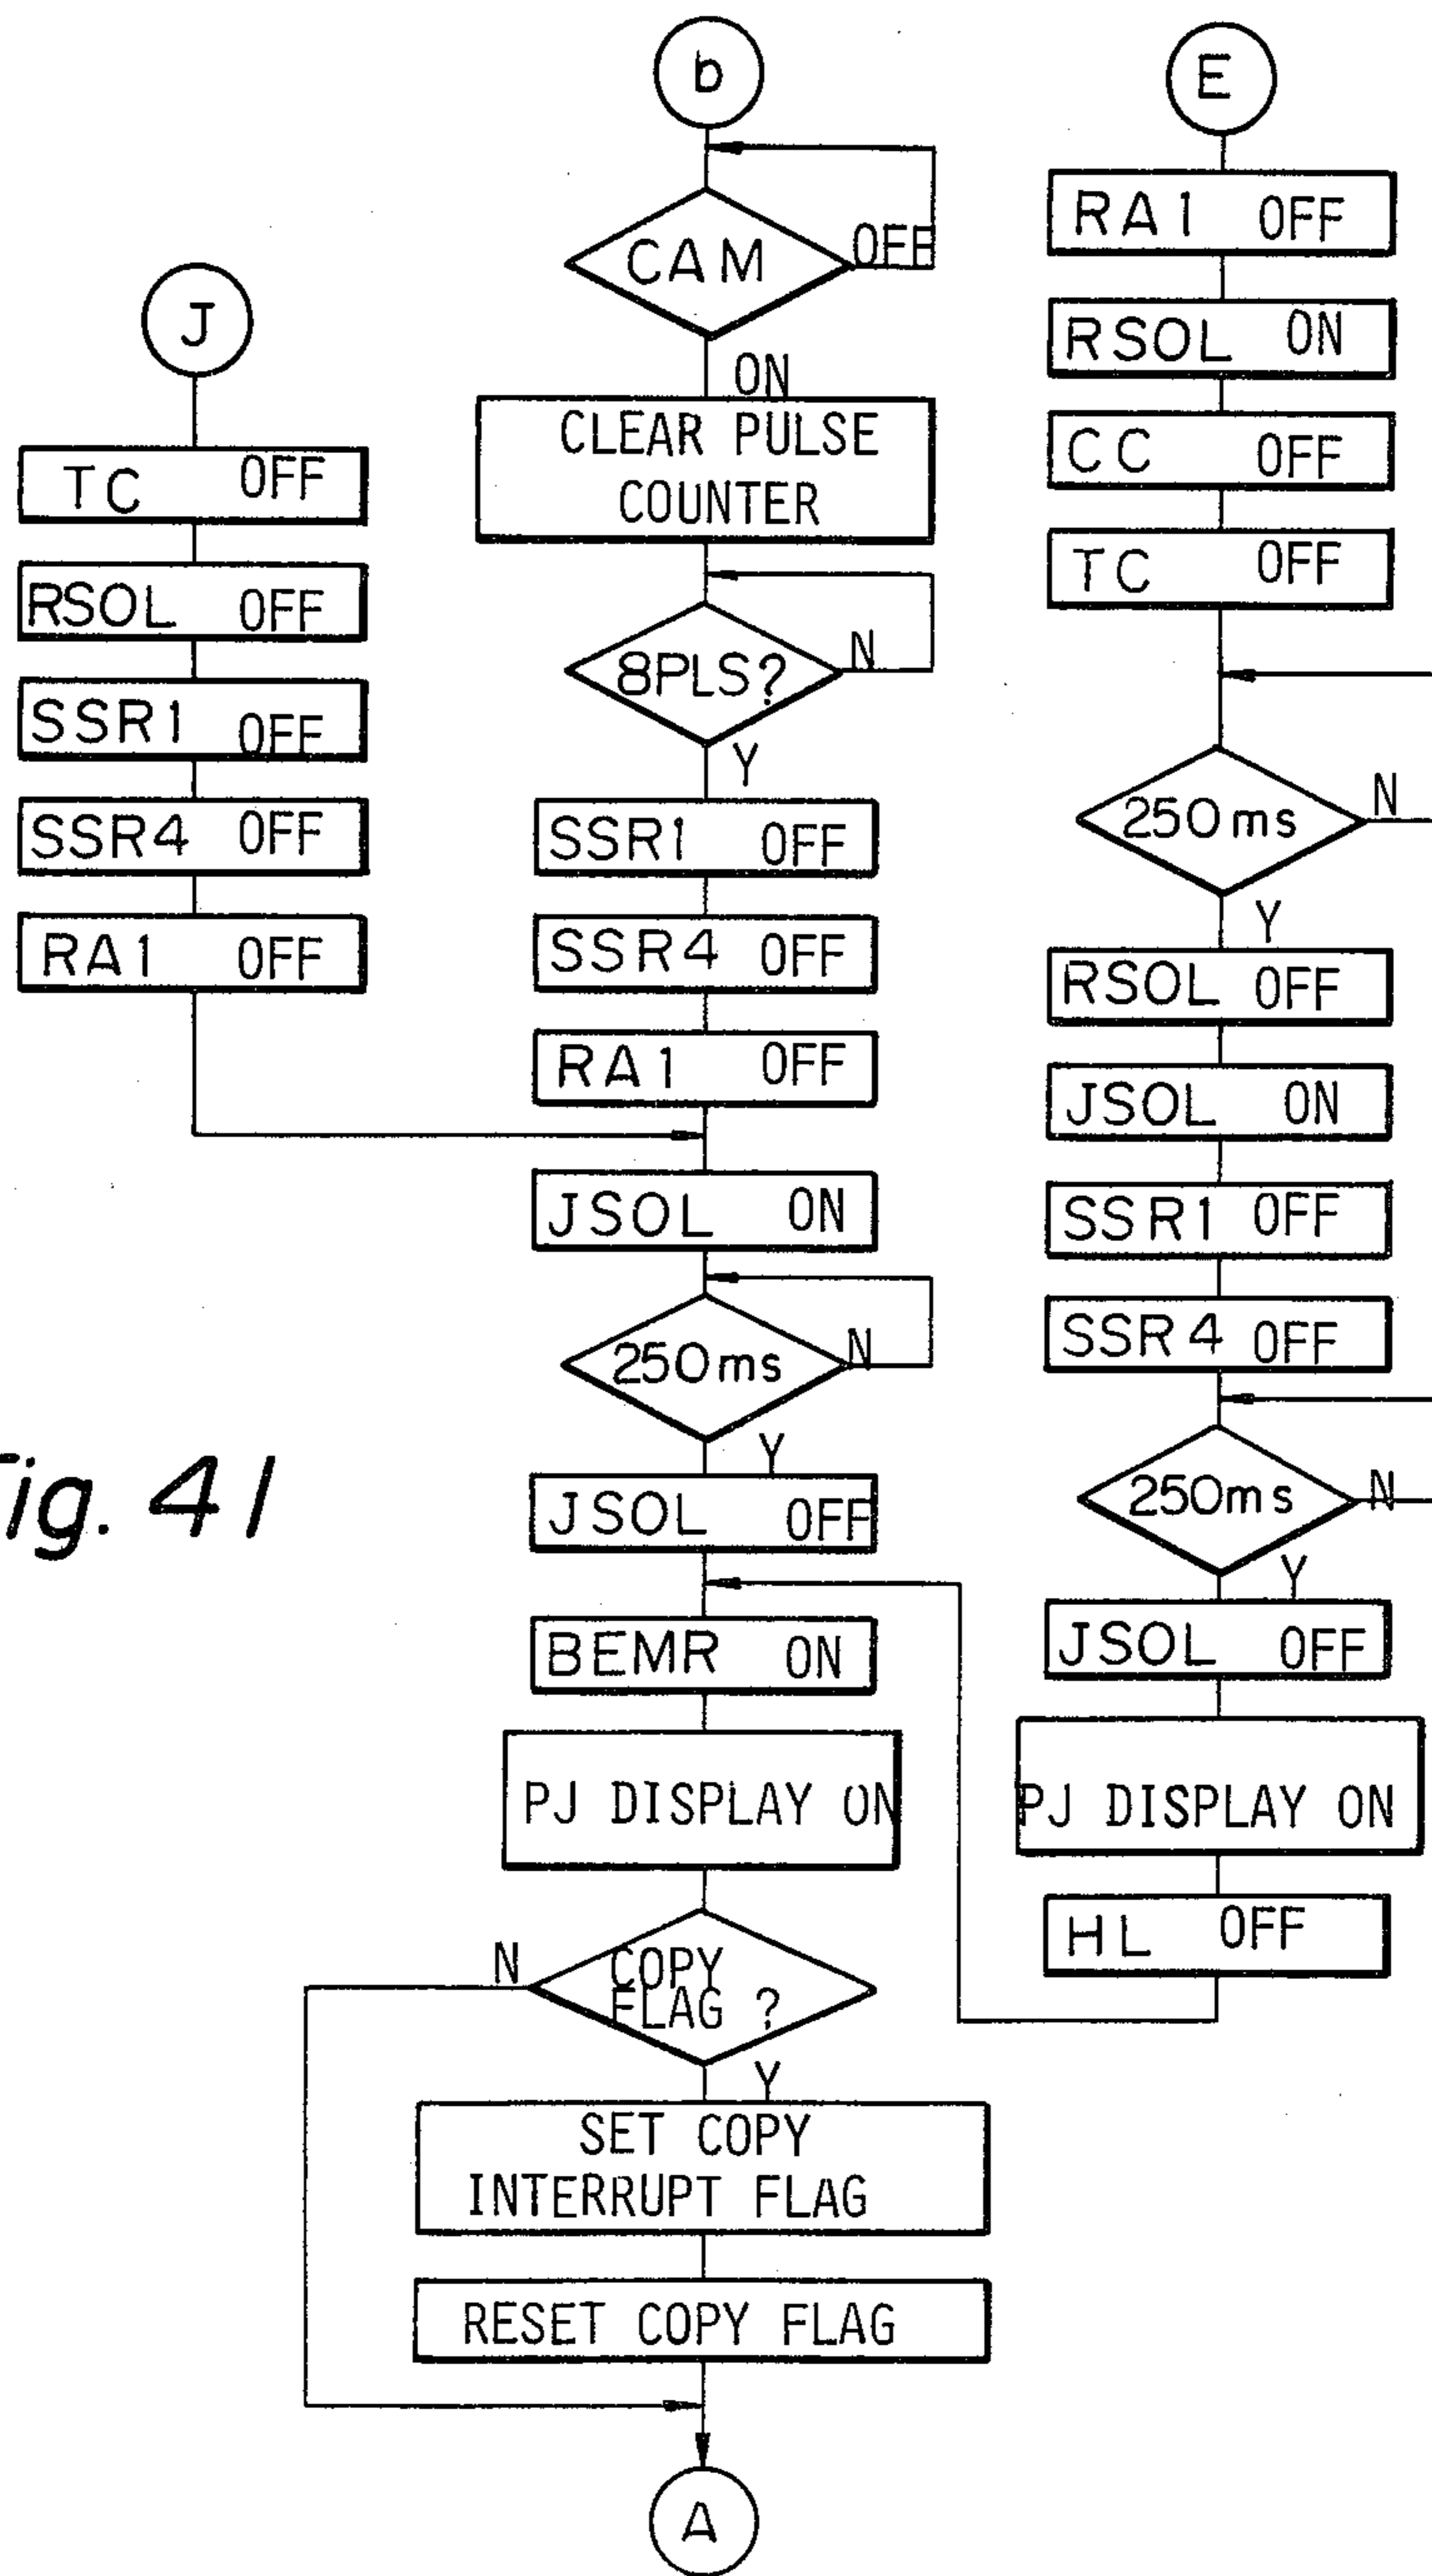 J
TC OFF
RSOL OFF
SSR1 OFF
SSR4 OFF
RA1 OFF
b
CAM
OFF
ON
CLEAR PULSE
COUNTER
8PLS?
N
Y
SSR1 OFF
SSR4 OFF
RA1 OFF
JSOL ON
250ms
N
Y
JSOL OFF
BEMR ON
PJ DISPLAY ON
COPY
FLAG ?
N
Y
SET COPY
INTERRUPT FLAG
RESET COPY FLAG
A
E
RA1 OFF
RSOL ON
CC OFF
TC OFF
250ms
N
Y
RSOL OFF
JSOL ON
SSR1 OFF
SSR4 OFF
250ms
N
Y
JSOL OFF
PJ DISPLAY ON
HL OFF
ig. 41